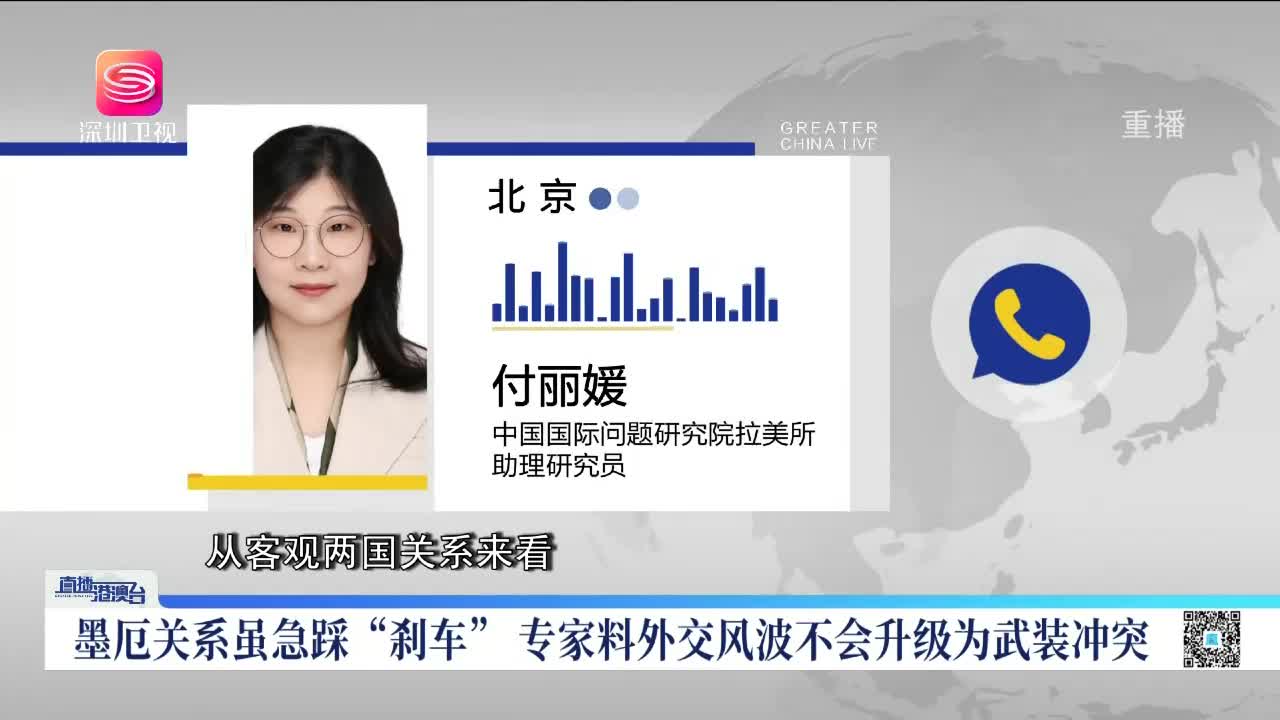 深圳卫视
GREATER
CHINA LIVE
重播
北京
付丽媛
中国国际问题研究院拉美所
助理研究员
从客观两国关系来看
直播港澳台
墨厄关系虽急踩“刹车” 专家料外交风波不会升级为武装冲突